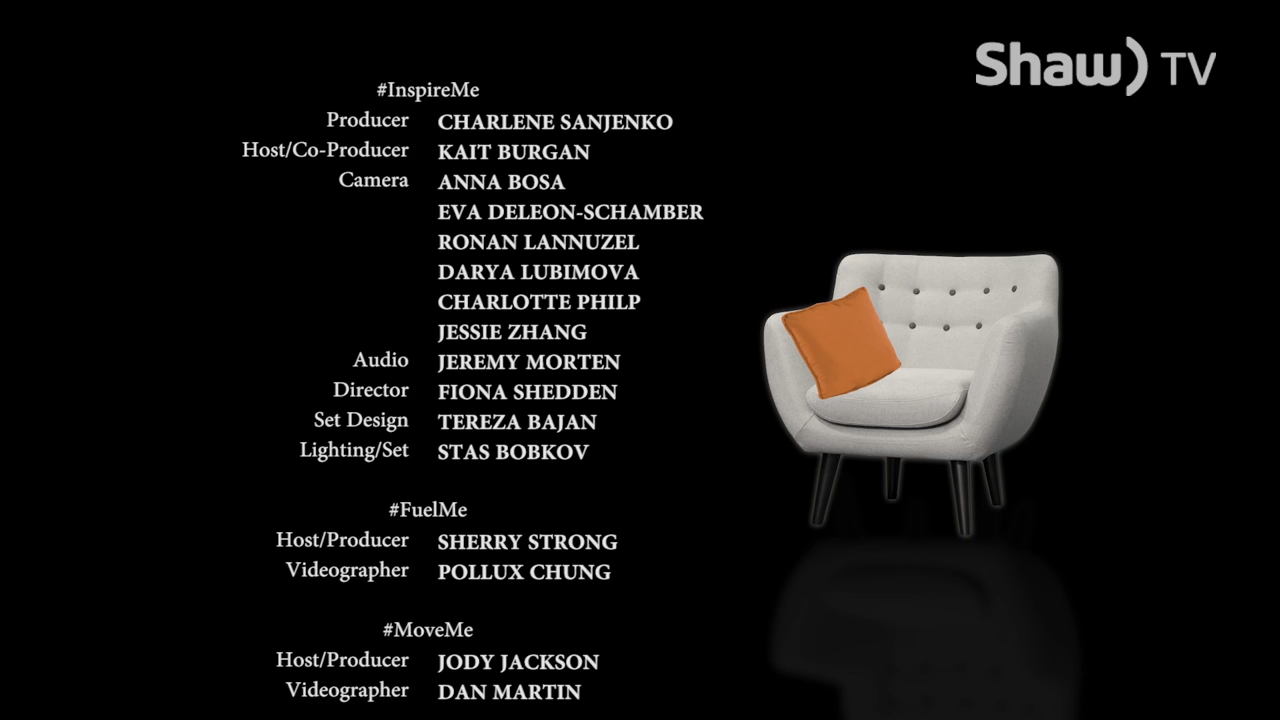 Shaw) TV
#InspireMe
Producer CHARLENE SANJENKO
Host/Co-Producer KAIT BURGAN
Camera ANNA BOSA
EVA DELEON-SCHAMBER
RONAN LANNUZEL
DARYA LUBIMOVA
CHARLOTTE PHILP
JESSIE ZHANG
Audio JEREMY MORTEN
Director FIONA SHEDDEN
Set Design TEREZA BAJAN
Lighting/Set STAS BOBKOV
#FuelMe
Host/Producer SHERRY STRONG
Videographer POLLUX CHUNG
#MoveMe
Host/Producer JODY JACKSON
Videographer DAN MARTIN